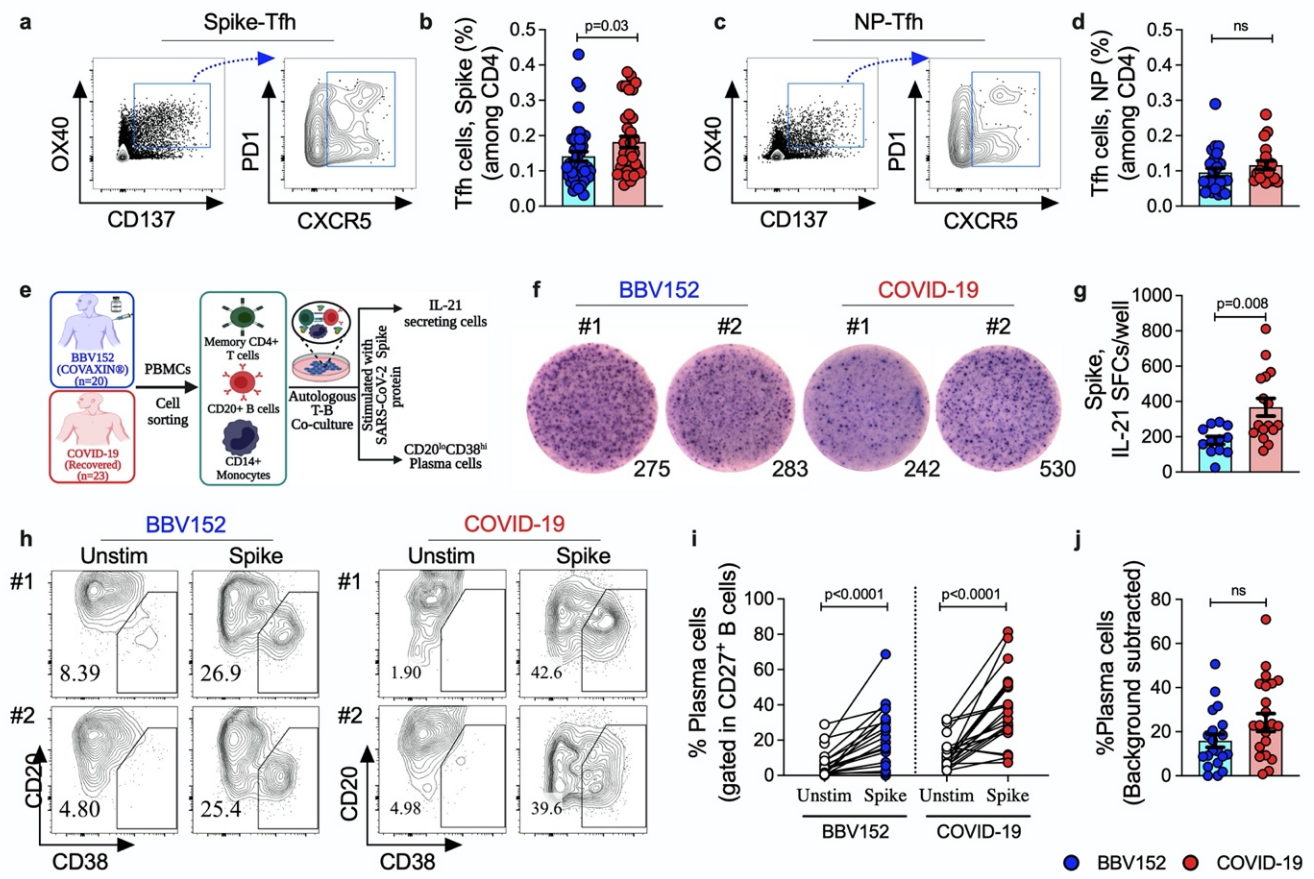 a
Spike-Tfh
OX40
CD137
PD1
CXCR5
b
Tfh cells, Spike (%)
(among CD4)
0.5
0.4
0.3
0.2
0.1
0.0
p=0.03
c
NP-Tfh
OX40
CD137
PD1
CXCR5
d
Tfh cells, NP (%)
(among CD4)
0.5
0.4
0.3
0.2
0.1
0.0
ns
e
BBV152
(COVAXIN®)
(n=20)
COVID-19
(Recovered)
(n=23)
PBMCs
Cell
sorting
Memory CD4+
T cells
CD20+ B cells
CD14+
Monocytes
Autologous
T-B
Co-culture
Stimulated with
SARS-CoV-2 Spike
protein
IL-21
secreting cells
CD20loCD38hi
Plasma cells
f
BBV152
COVID-19
#1
#2
#1
#2
275
283
242
530
g
Spike,
IL-21 SFCs/well
1000
800
600
400
200
0
p=0.008
h
BBV152
COVID-19
Unstim
Spike
Unstim
Spike
#1
8.39
26.9
#1
1.90
42.6
#2
4.80
25.4
#2
4.98
39.6
CD20
CD38
CD20
CD38
i
% Plasma cells
(gated in CD27+ B cells)
100
80
60
40
20
0
p<0.0001
p<0.0001
Unstim Spike Unstim Spike
BBV152
COVID-19
j
%Plasma cells
(Background subtracted)
80
60
40
20
0
ns
BBV152
COVID-19